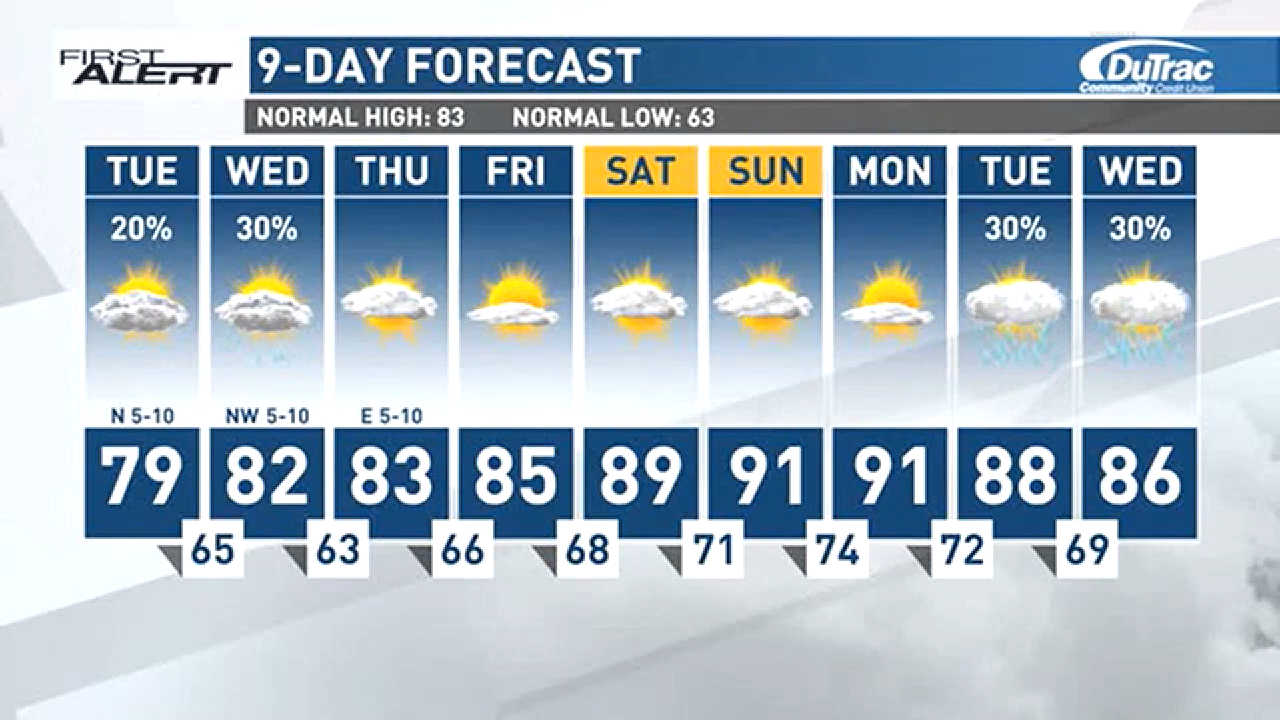 FIRST ALERT
9-DAY FORECAST
DuTrac
Community Credit Union
NORMAL HIGH: 83 NORMAL LOW: 63
TUE WED THU FRI SAT SUN MON TUE WED
20% 30% 30% 30%
N 5-10 NW 5-10 E 5-10
79 82 83 85 89 91 91 88 86
65 63 66 68 71 74 72 69